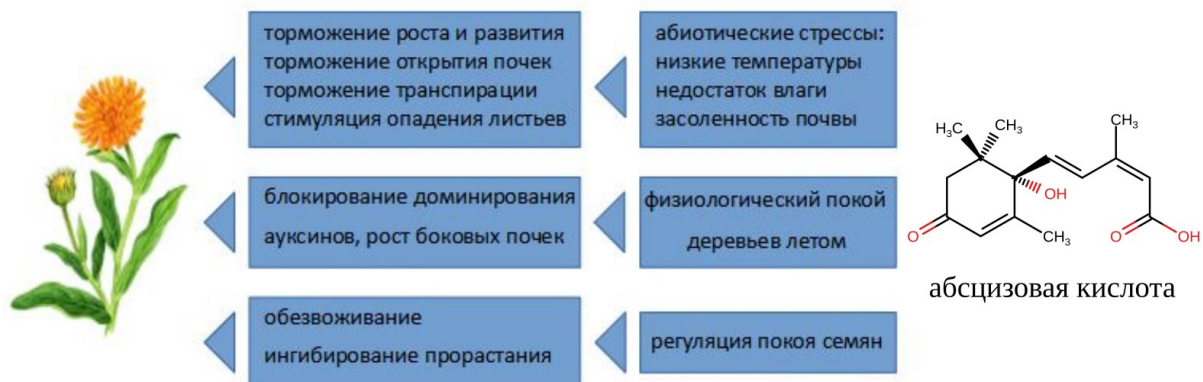 торможение роста и развития
торможение открытия почек
торможение транспирации
стимуляция опадения листьев
абиотические стрессы:
низкие температуры
недостаток влаги
засоленность почвы
блокирование доминирования
ауксинов, рост боковых почек
физиологический покой
деревьев летом
обезвоживание
ингибирование прорастания
регуляция покоя семян
H₃C
CH₃
CH₃
OH
O
CH₃
O
OH
абсцизовая кислота